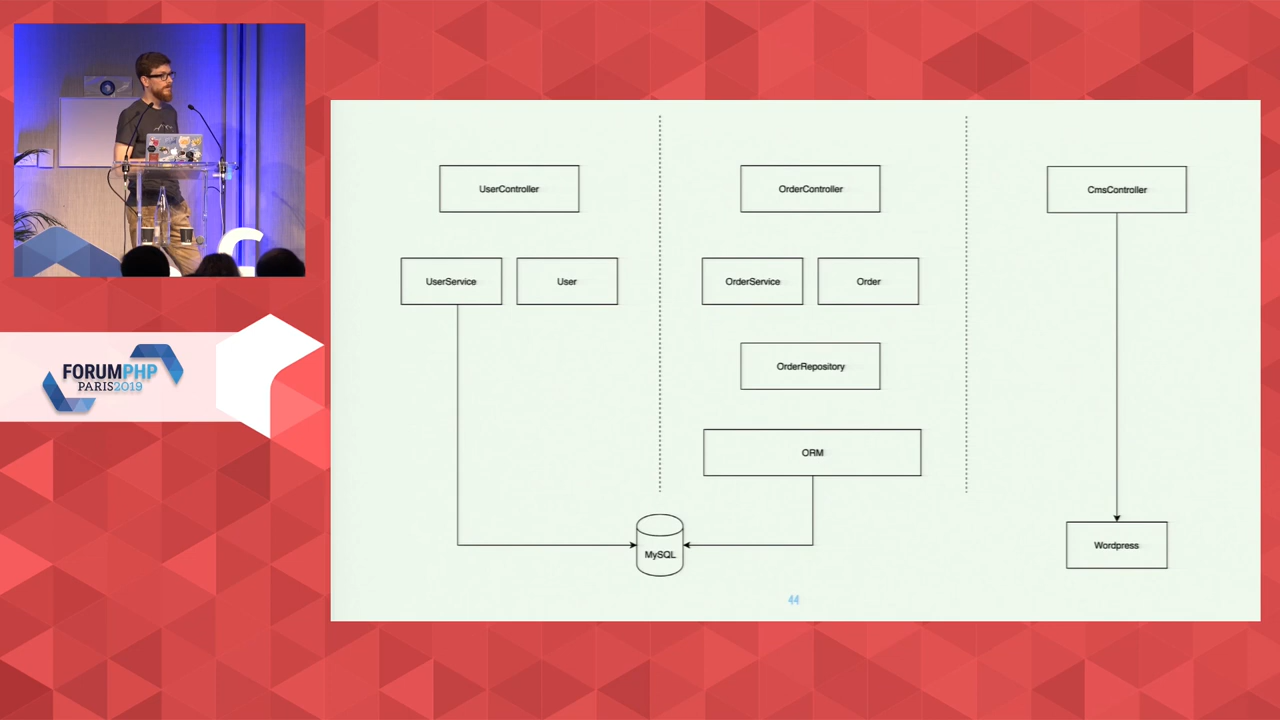 UserController
OrderController
CmsController
UserService
User
OrderService
Order
OrderRepository
ORM
MySQL
Wordpress
44
FORUMPHP
PARIS2019